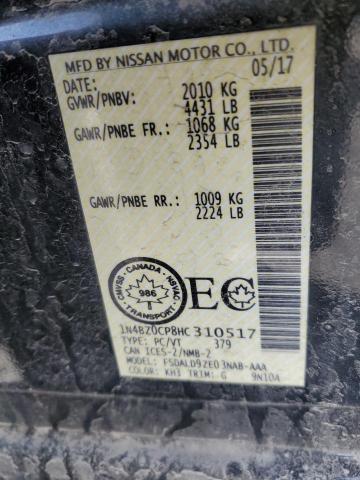 MFD BY NISSAN MOTOR CO., LTD.
DATE: 05/17
GVWR/PNBV: 2010 KG
4431 LB
GAWR/PNBE FR.: 1068 KG
2354 LB
GAWR/PNBE RR.: 1009 KG
2224 LB
CANADA
CMVSS NSVAC
986
TRANSPORT
EC
1N4BZ0CP8HC310517
TYPE: PC/VT 379
CAN ICES-2/NMB-2
MODEL: FSDALD9ZE03NAB-AAA
COLOR: KH3 TRIM: G 9N10A